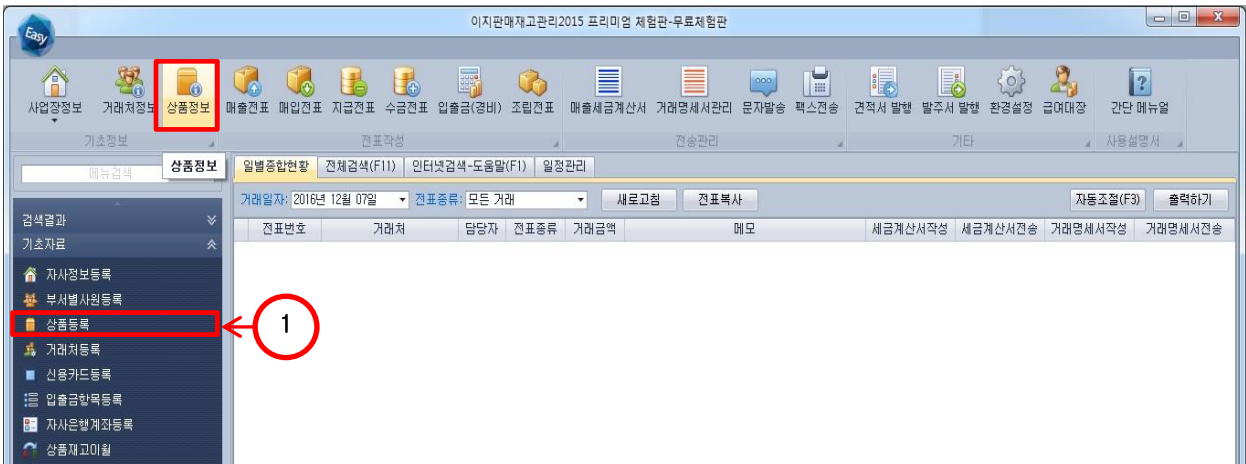 이지판매재고관리2015 프리미엄 체험판-무료체험판
Easy
사업장정보 거래처정보 상품정보 매출전표 매입전표 지급전표 수금전표 입출금(경비) 조립전표 매출세금계산서 거래명세서관리 문자발송 팩스전송 견적서 발행 발주서 발행 환경설정 급여대장 간단 메뉴얼
기초정보 전표작성 전송관리 기타 사용설명서
메뉴검색 상품정보 일별종합현황 전체검색(F11) 인터넷검색-도움말(F1) 일정관리
거래일자: 2016년 12월 07일 전표종류: 모든 거래 새로고침 전표복사 자동조절(F3) 출력하기
전표번호 거래처 담당자 전표종류 거래금액 메모 세금계산서작성 세금계산서전송 거래명세서작성 거래명세서전송
검색결과
기초자료
자사정보등록
부서별사원등록
상품등록 1
거래처등록
신용카드등록
입출금항목등록
자사은행계좌등록
상품재고이월